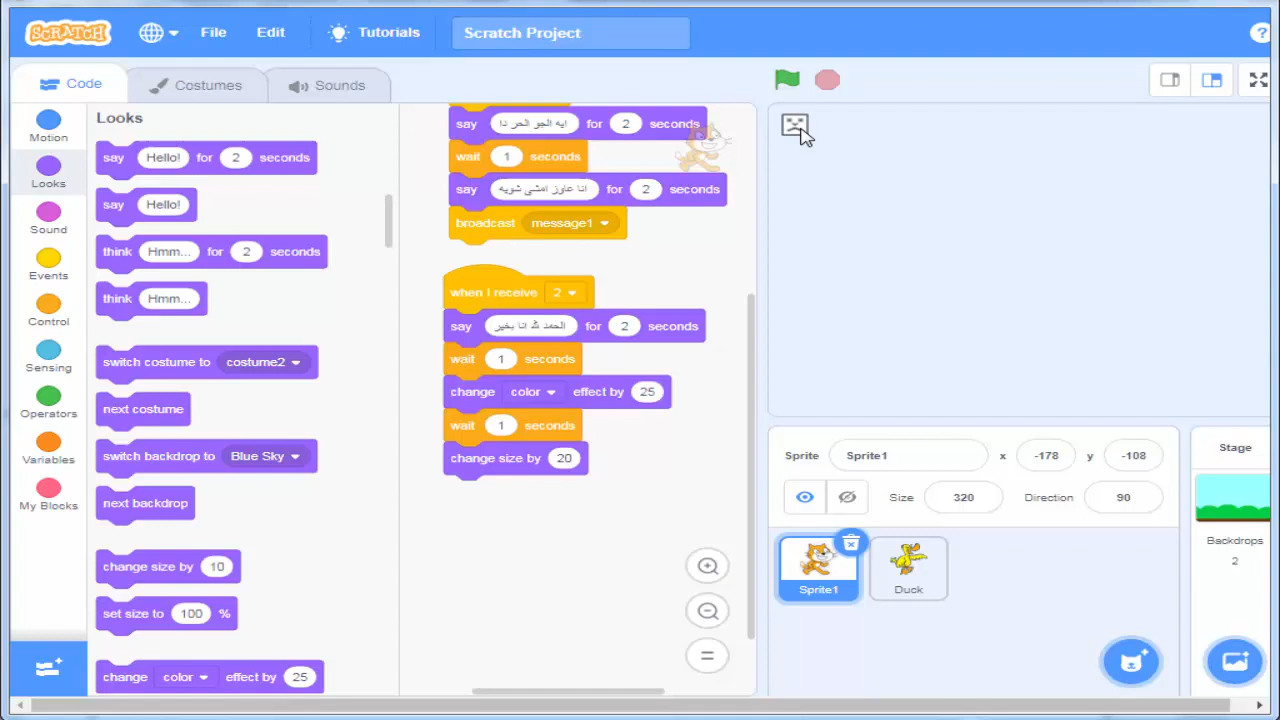 SCRATCH File Edit Tutorials Scratch Project ?
Code Costumes Sounds
Motion
Looks
Sound
Events
Control
Sensing
Operators
Variables
My Blocks
Looks
say Hello! for 2 seconds
say Hello!
think Hmm... for 2 seconds
think Hmm...
switch costume to costume2
next costume
switch backdrop to Blue Sky
next backdrop
change size by 10
set size to 100 %
change color effect by 25
say ايه الجو الحر دا for 2 seconds
wait 1 seconds
say انا عاوز امشى شويه for 2 seconds
broadcast message1
when I receive 2
say الحمد لله انا بخير for 2 seconds
wait 1 seconds
change color effect by 25
wait 1 seconds
change size by 20
Sprite Sprite1 x -178 y -108
Size 320 Direction 90
Sprite1
Duck
Stage
Backdrops
2